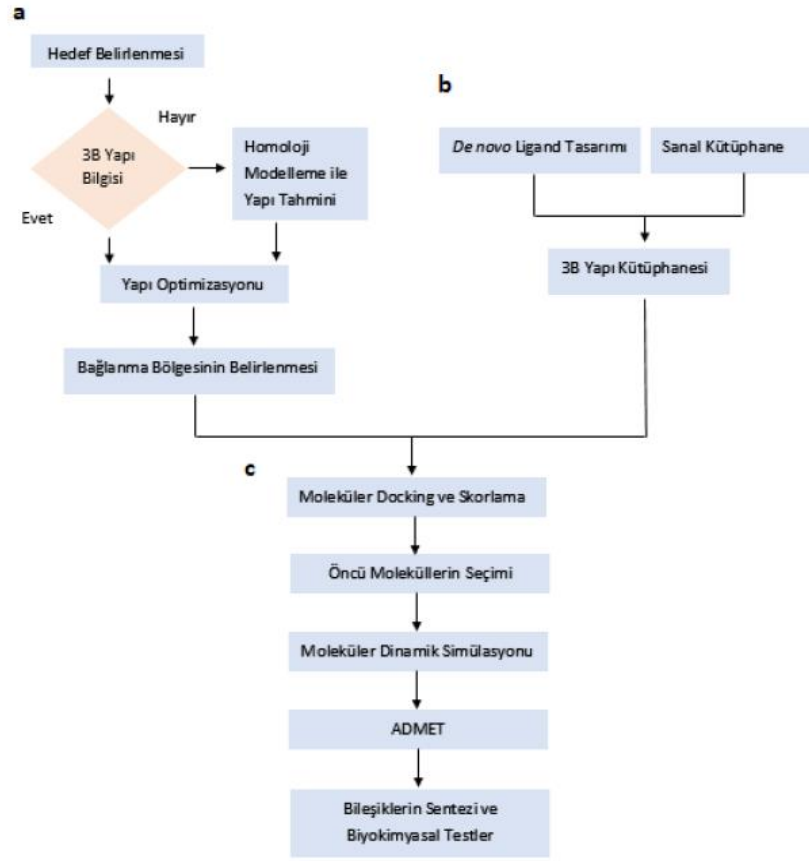 a
Hedef Belirlenmesi
Hayır
3B Yapı
Bilgisi
Evet
Homoloji
Modelleme ile
Yapı Tahmini
Yapı Optimizasyonu
Bağlanma Bölgesinin Belirlenmesi
b
De novo Ligand Tasarımı
Sanal Kütüphane
3B Yapı Kütüphanesi
c
Moleküler Docking ve Skorlama
Öncü Moleküllerin Seçimi
Moleküler Dinamik Simülasyonu
ADMET
Bileşiklerin Sentezi ve
Biyokimyasal Testler